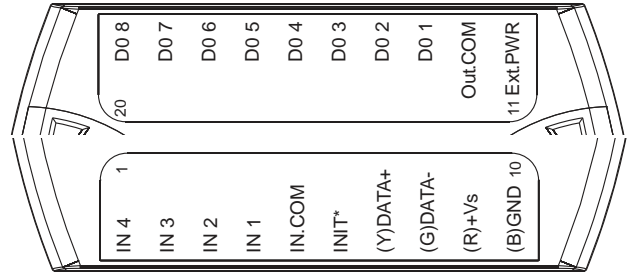 D0 8
D0 7
D0 6
D0 5
D0 4
D0 3
D0 2
D0 1
Out.COM
Ext.PWR
20
11
1
10
IN 4
IN 3
IN 2
IN 1
IN.COM
INIT*
(Y)DATA+
(G)DATA-
(R)+Vs
(B)GND